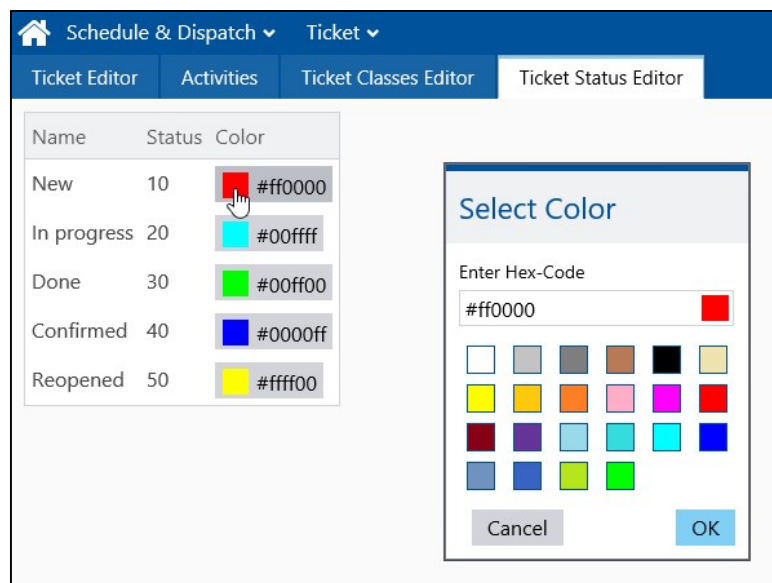 Schedule & Dispatch Ticket
Ticket Editor Activities Ticket Classes Editor Ticket Status Editor
Name Status Color
New 10 #ff0000
In progress 20 #00ffff
Done 30 #00ff00
Confirmed 40 #0000ff
Reopened 50 #ffff00
Select Color
Enter Hex-Code
#ff0000
Cancel OK